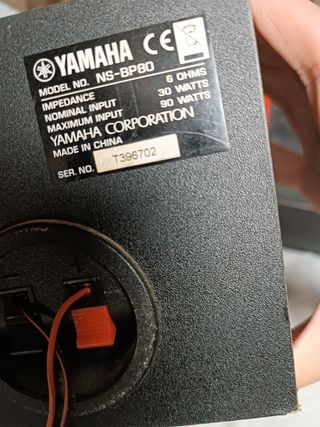 YAMAHA CE
MODEL NO. NS-BP80
IMPEDANCE 6 OHMS
NOMINAL INPUT 30 WATTS
MAXIMUM INPUT 90 WATTS
YAMAHA CORPORATION
MADE IN CHINA
SER. NO. T396702
+